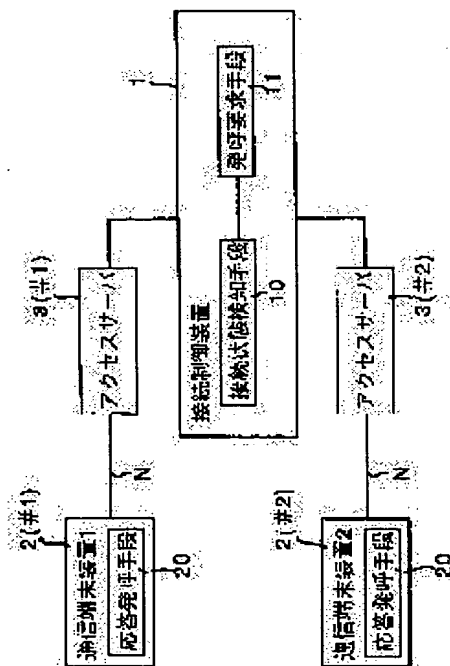 2(#1)
通信端末装置1
応答発呼手段
20
N
3(#1)
アクセスサーバ
1
接続制御装置
接続状態検知手段
10
発呼要求手段
11
2(#2)
通信端末装置2
応答発呼手段
20
N
アクセスサーバ
3(#2)